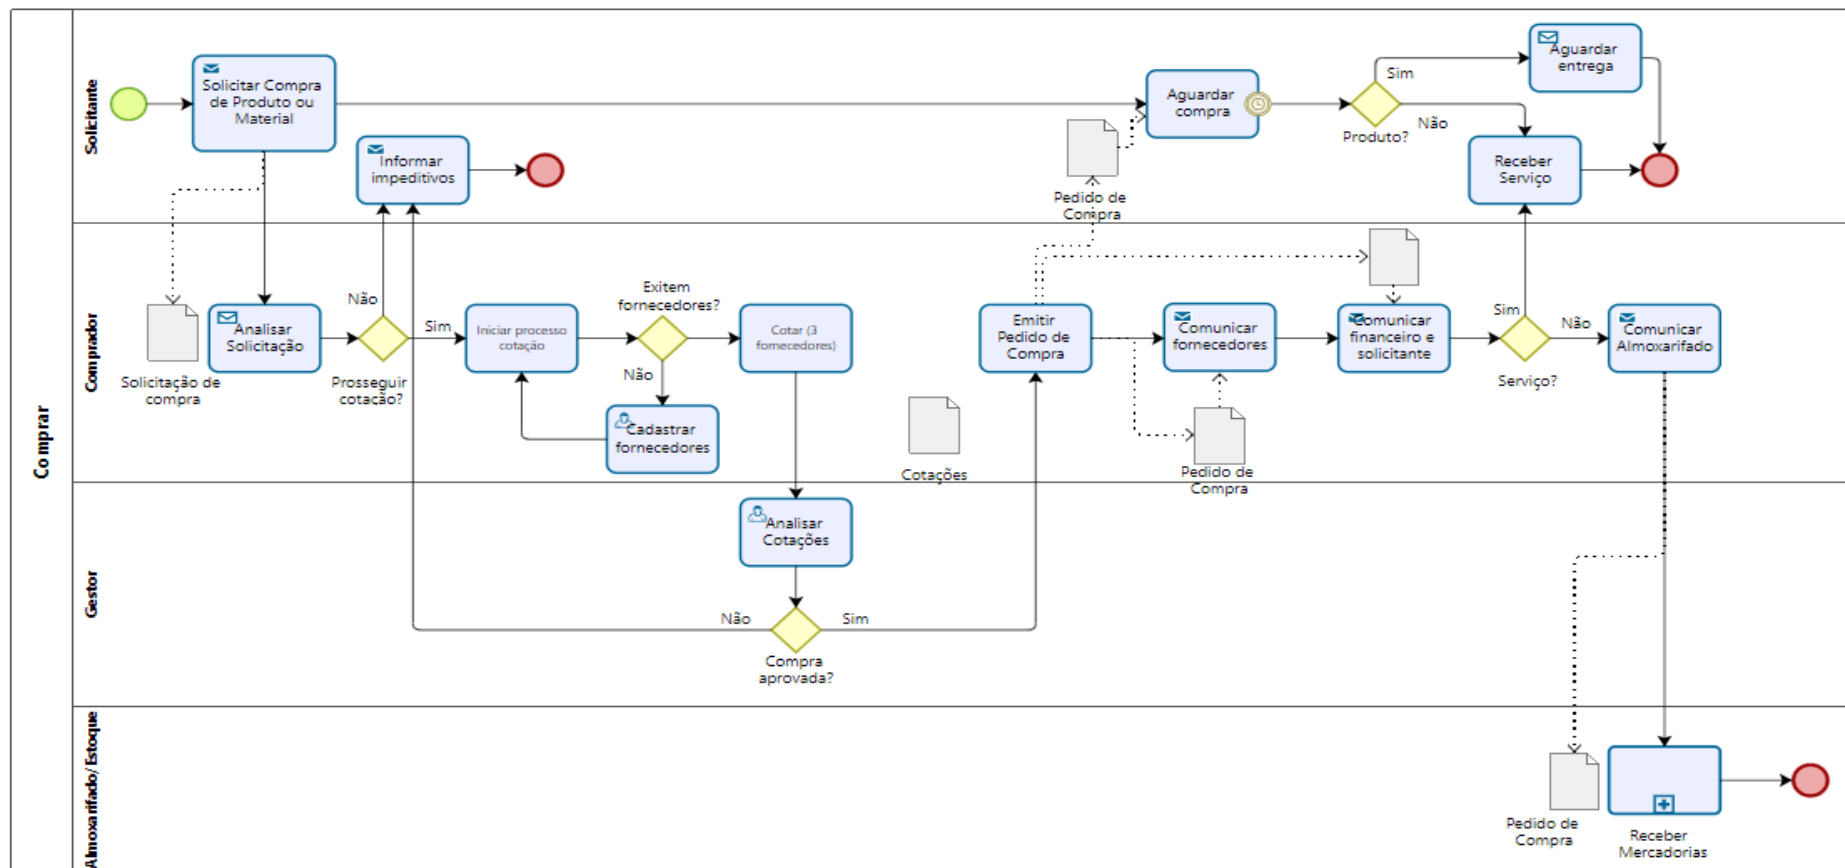 Comprar
Solicitante
Solicitar Compra
de Produto ou
Material
Informar
impeditivos
Pedido de
Compra
Aguardar
compra
Produto?
Sim
Não
Aguardar
entrega
Receber
Serviço
Comprador
Solicitação de
compra
Analisar
Solicitação
Não
Sim
Prosseguir
cotação?
Iniciar processo
cotação
Exitem
fornecedores?
Não
Cadastrar
fornecedores
Cotar (3
fornecedores)
Cotações
Emitir
Pedido de
Compra
Comunicar
fornecedores
Pedido de
Compra
Comunicar
financeiro e
solicitante
Sim
Não
Serviço?
Comunicar
Almoxarifado
Gestor
Analisar
Cotações
Não
Sim
Compra
aprovada?
Almoxarifado/Estoque
Pedido de
Compra
Receber
Mercadorias